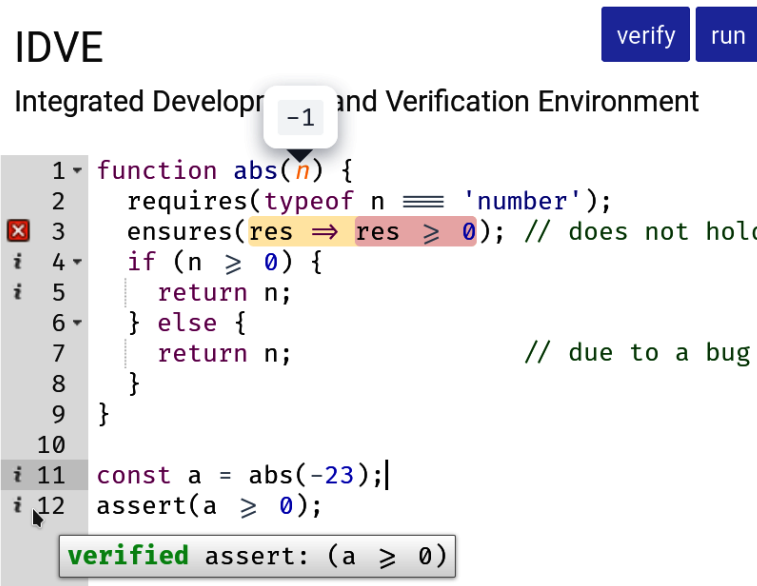 verify run
IDVE
Integrated Develop and Verification Environment
-1
1 function abs(n) {
2 requires(typeof n === 'number');
3 ensures(res => res >= 0); // does not hold
i 4 if (n >= 0) {
i 5 return n;
6 } else {
7 return n; // due to a bug
8 }
9 }
10
i 11 const a = abs(-23);
i 12 assert(a >= 0);
verified assert: (a >= 0)